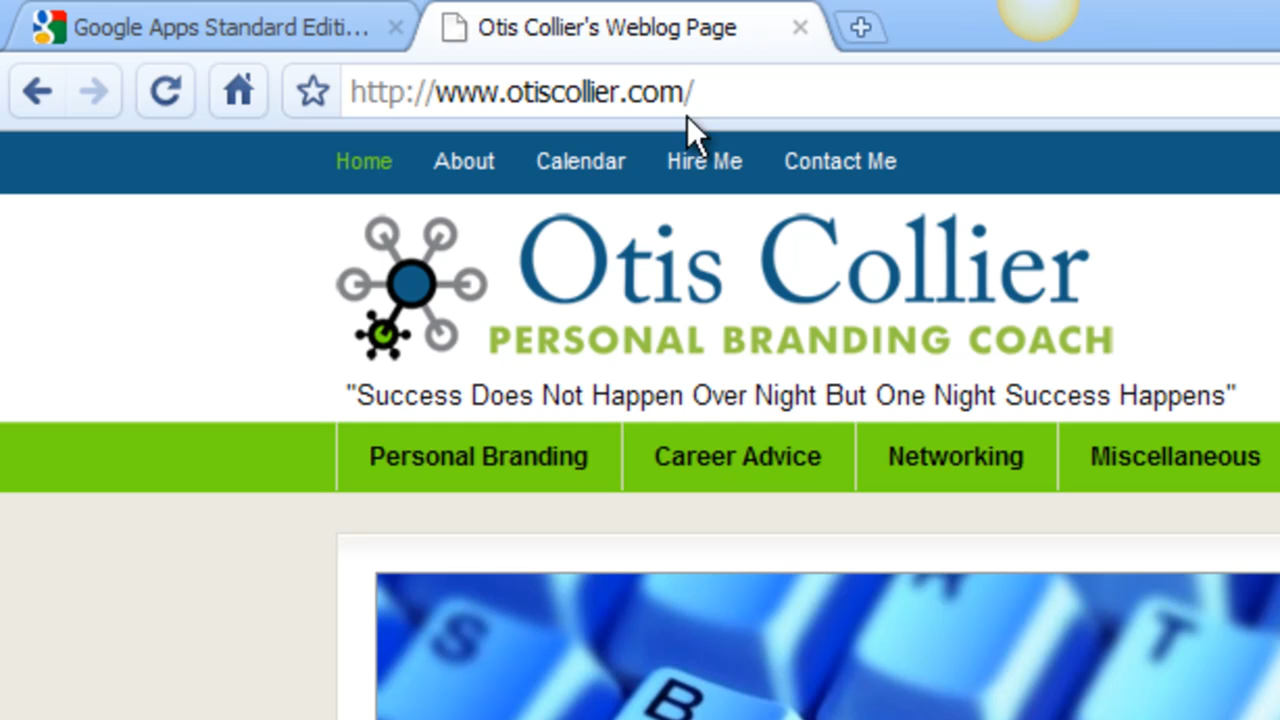 Google Apps Standard Editi...
Otis Collier's Weblog Page
http://www.otiscollier.com/
Home About Calendar Hire Me Contact Me
Otis Collier
PERSONAL BRANDING COACH
"Success Does Not Happen Over Night But One Night Success Happens"
Personal Branding Career Advice Networking Miscellaneous
S
B
T